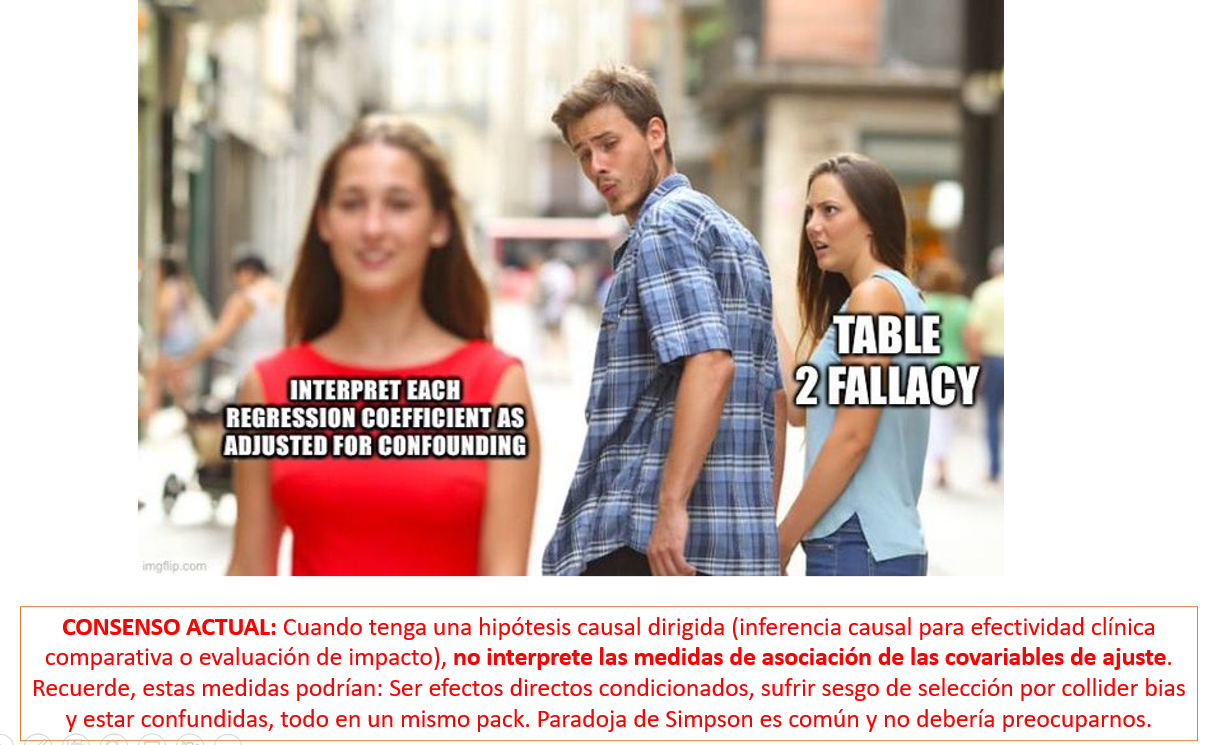 INTERPRET EACH
REGRESSION COEFFICIENT AS
ADJUSTED FOR CONFOUNDING
TABLE
2 FALLACY
imgflip.com
CONSENSO ACTUAL: Cuando tenga una hipótesis causal dirigida (inferencia causal para efectividad clínica
comparativa o evaluación de impacto), no interprete las medidas de asociación de las covariables de ajuste.
Recuerde, estas medidas podrían: Ser efectos directos condicionados, sufrir sesgo de selección por collider bias
y estar confundidas, todo en un mismo pack. Paradoja de Simpson es común y no debería preocuparnos.